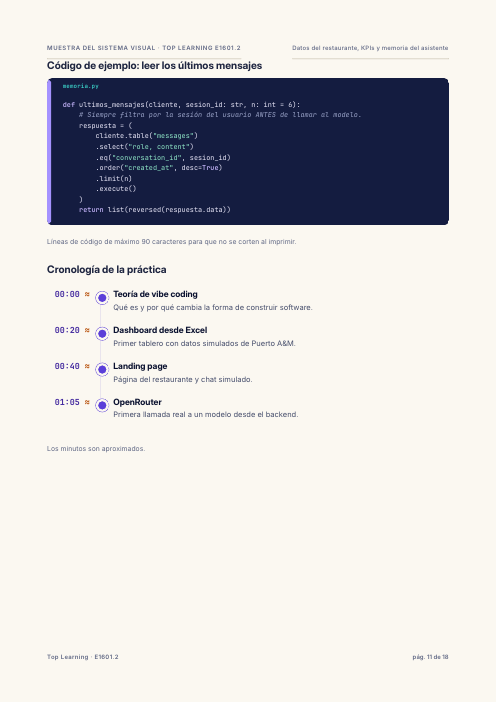 MUESTRA DEL SISTEMA VISUAL · TOP LEARNING E1601.2
Datos del restaurante, KPIs y memoria del asistente
Código de ejemplo: leer los últimos mensajes
memoria.py
def ultimos_mensajes(cliente, sesion_id: str, n: int = 6):
    # Siempre filtra por la sesión del usuario ANTES de llamar al modelo.
    respuesta = (
        cliente.table("messages")
        .select("role, content")
        .eq("conversation_id", sesion_id)
        .order("created_at", desc=True)
        .limit(n)
        .execute()
    )
    return list(reversed(respuesta.data))
Líneas de código de máximo 90 caracteres para que no se corten al imprimir.
Cronología de la práctica
00:00 ≈ Teoría de vibe coding
Qué es y por qué cambia la forma de construir software.
00:20 ≈ Dashboard desde Excel
Primer tablero con datos simulados de Puerto A&M.
00:40 ≈ Landing page
Página del restaurante y chat simulado.
01:05 ≈ OpenRouter
Primera llamada real a un modelo desde el backend.
Los minutos son aproximados.
Top Learning · E1601.2
pág. 11 de 18